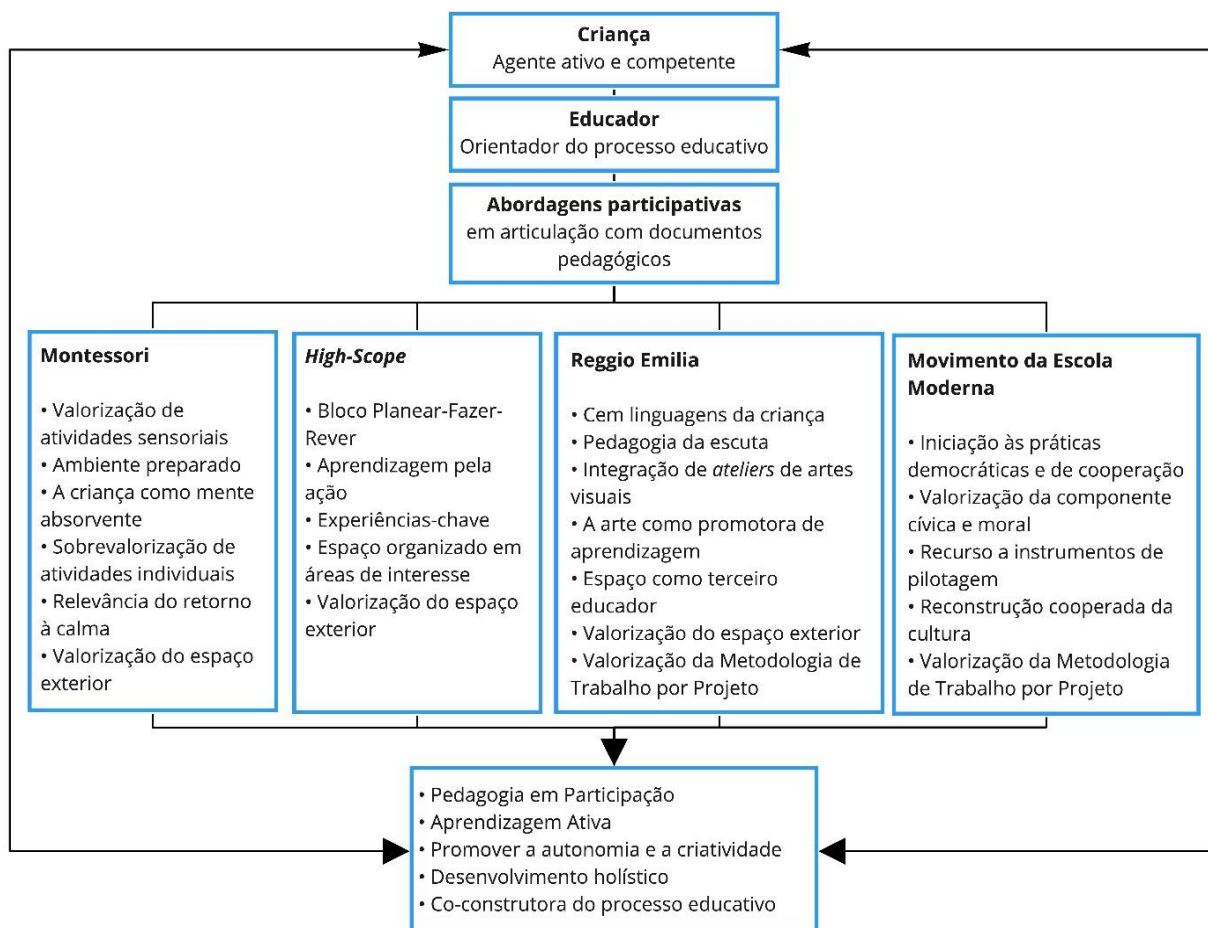 Criança
Agente ativo e competente
Educador
Orientador do processo educativo
Abordagens participativas
em articulação com documentos
pedagógicos
Montessori
• Valorização de
atividades sensoriais
• Ambiente preparado
• A criança como mente
absorvente
• Sobrevalorização de
atividades individuais
• Relevância do retorno
à calma
• Valorização do espaço
exterior
High-Scope
• Bloco Planear-Fazer-
Rever
• Aprendizagem pela
ação
• Experiências-chave
• Espaço organizado em
áreas de interesse
• Valorização do espaço
exterior
Reggio Emilia
• Cem linguagens da criança
• Pedagogia da escuta
• Integração de ateliers de artes
visuais
• A arte como promotora de
aprendizagem
• Espaço como terceiro
educador
• Valorização do espaço exterior
• Valorização da Metodologia de
Trabalho por Projeto
Movimento da Escola
Moderna
• Iniciação às práticas
democráticas e de cooperação
• Valorização da componente
cívica e moral
• Recurso a instrumentos de
pilotagem
• Reconstrução cooperada da
cultura
• Valorização da Metodologia
de Trabalho por Projeto
• Pedagogia em Participação
• Aprendizagem Ativa
• Promover a autonomia e a criatividade
• Desenvolvimento holístico
• Co-construtora do processo educativo